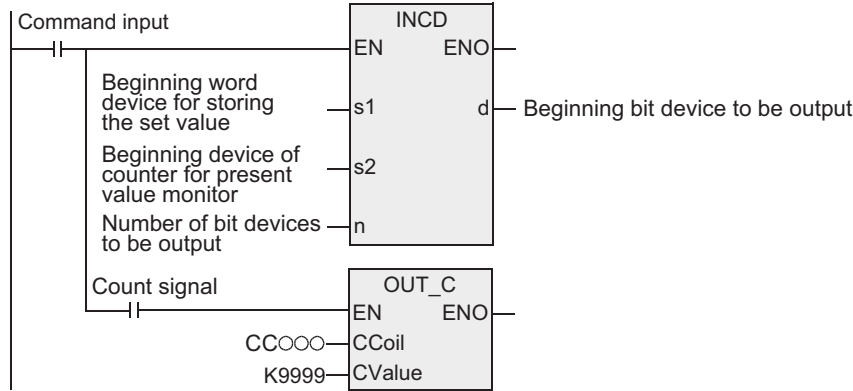 Command input
INCD
EN ENO
Beginning word
device for storing
the set value
s1 d Beginning bit device to be output
Beginning device of
counter for present
value monitor
s2
Number of bit devices
to be output
n
Count signal
OUT_C
EN ENO
CC○○○ CCoil
K9999 CValue